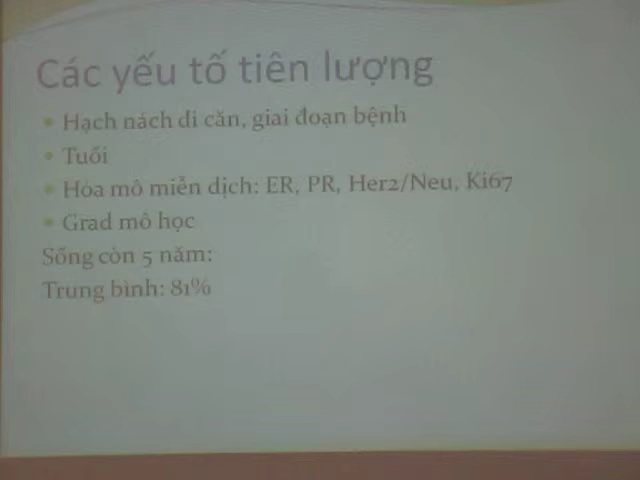 Các yếu tố tiên lượng
• Hạch nách di căn, giai đoạn bệnh
• Tuổi
• Hóa mô miễn dịch: ER, PR, Her2/Neu, Ki67
• Grad mô học
Sống còn 5 năm:
Trung bình: 81%